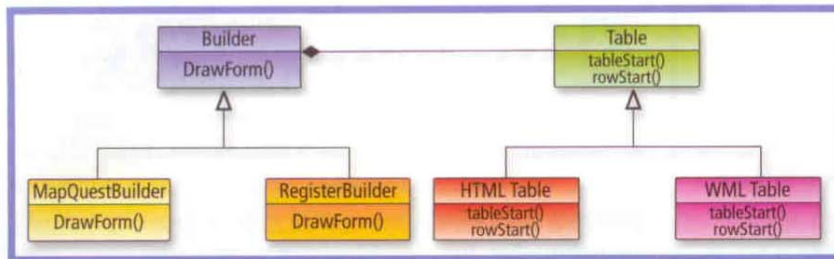 Builder
DrawForm()
Table
tableStart()
rowStart()
MapQuestBuilder
DrawForm()
RegisterBuilder
DrawForm()
HTML Table
tableStart()
rowStart()
WML Table
tableStart()
rowStart()